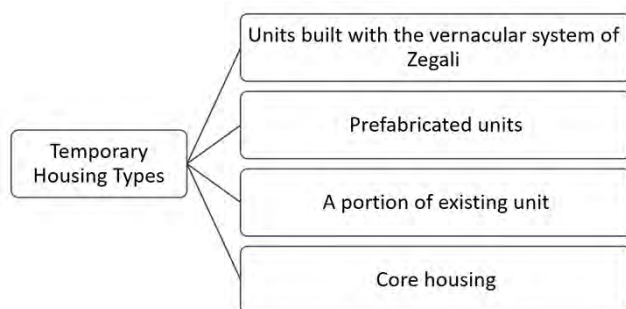 Units built with the vernacular system of
Zegali
Prefabricated units
Temporary
Housing Types
A portion of existing unit
Core housing